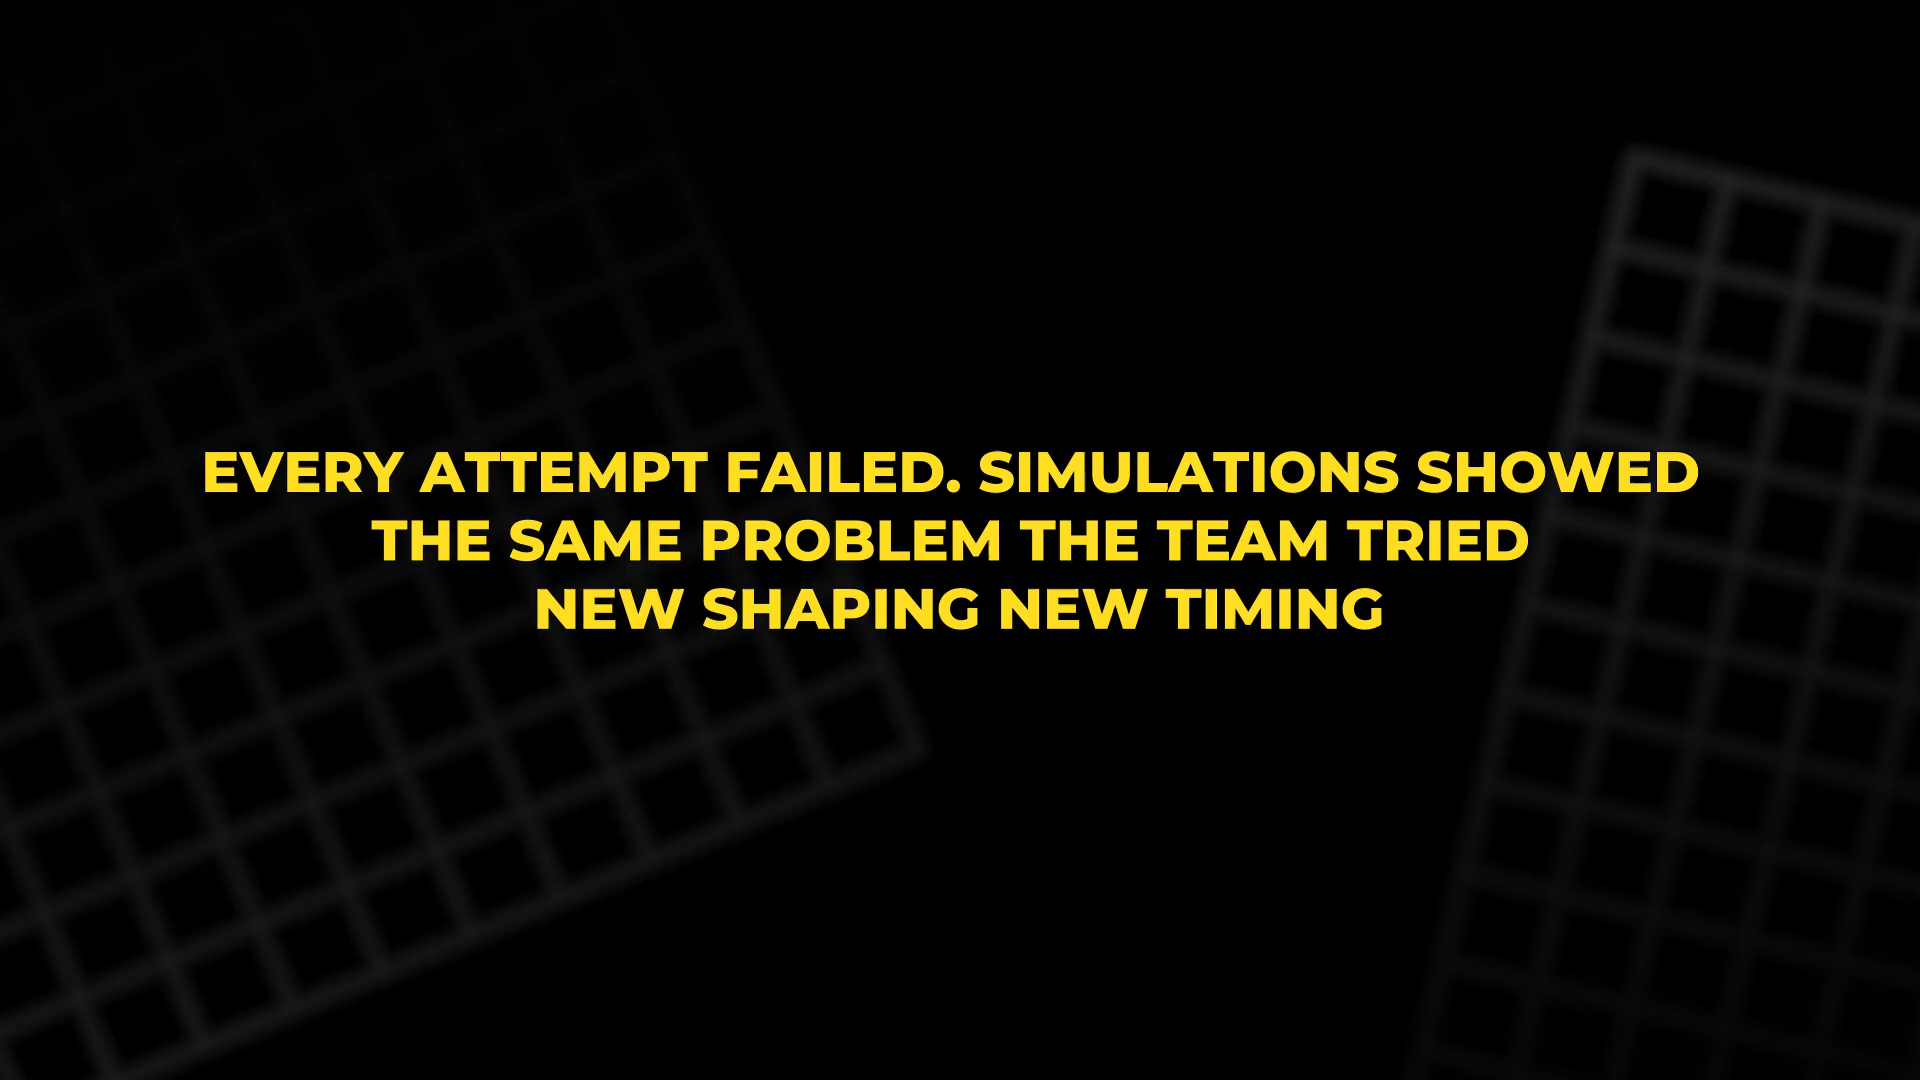 EVERY ATTEMPT FAILED. SIMULATIONS SHOWED
THE SAME PROBLEM THE TEAM TRIED
NEW SHAPING NEW TIMING